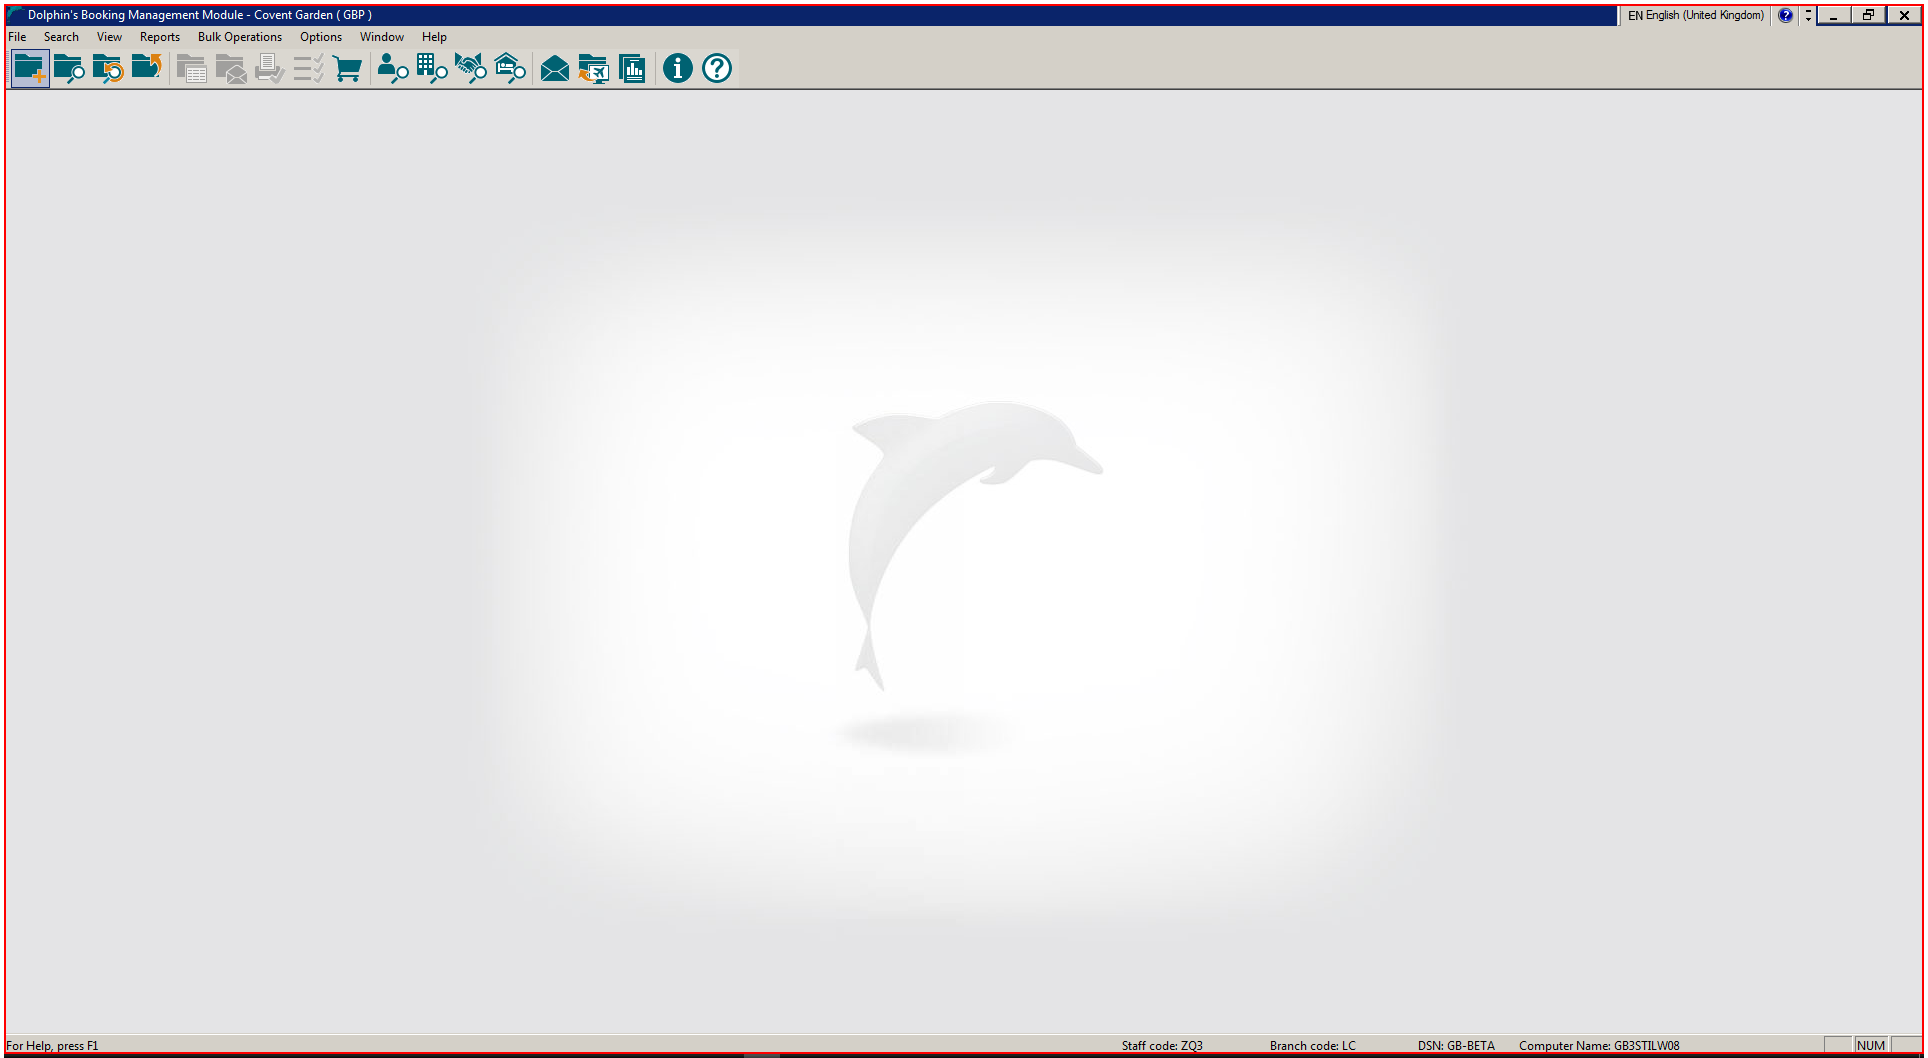 Dolphin's Booking Management Module - Covent Garden ( GBP )
EN English (United Kingdom)
File Search View Reports Bulk Operations Options Window Help
For Help, press F1
Staff code: ZQ3
Branch code: LC
DSN: GB-BETA
Computer Name: GB3STILW08
NUM